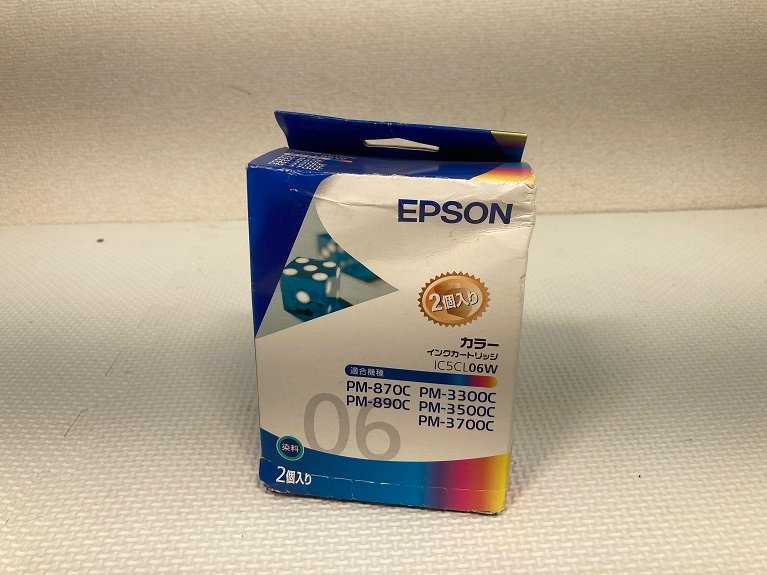 EPSON
2個入り
カラー
インクカートリッジ
IC5CL06W
適合機種
PM-870C PM-3300C
PM-890C PM-3500C
PM-3700C
06
染料
2個入り